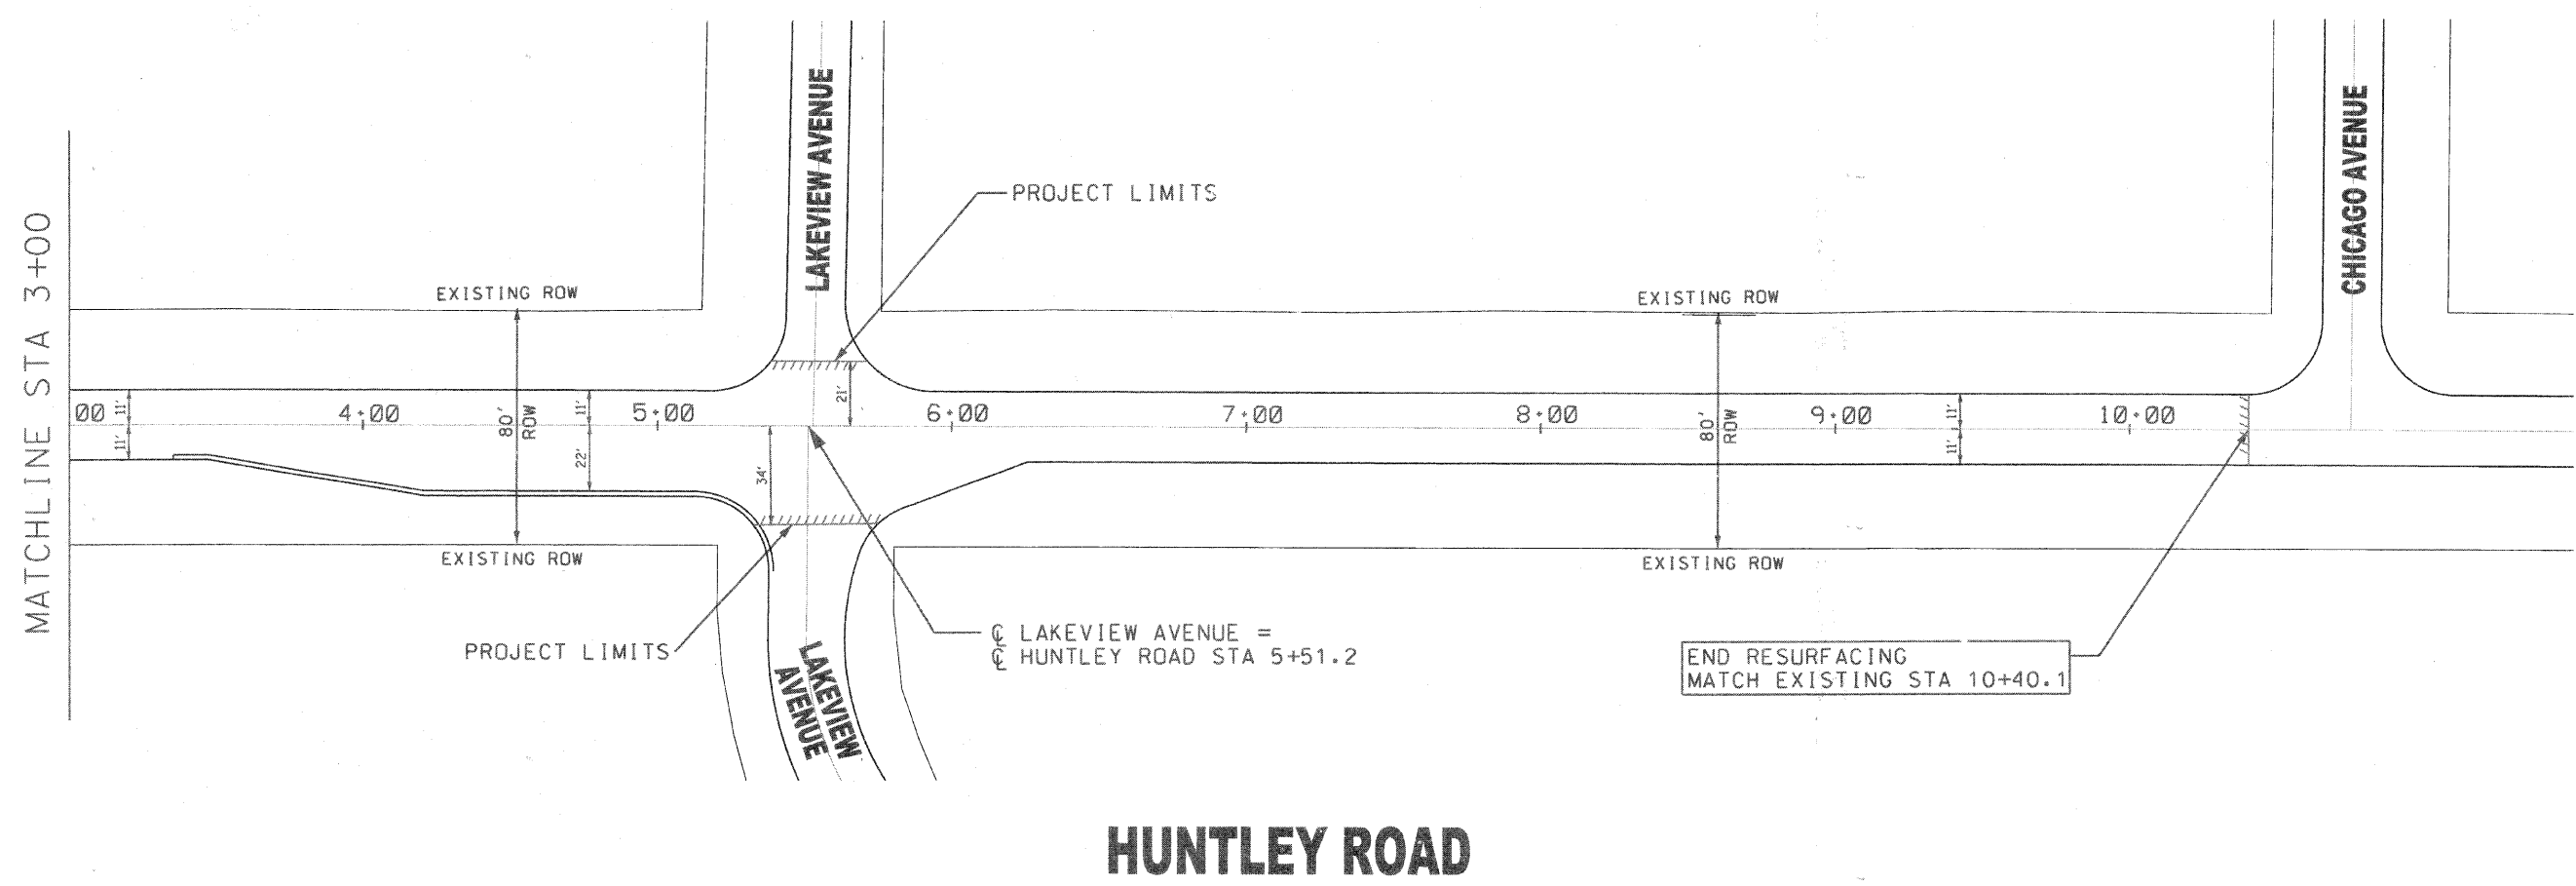 MATCHLINE STA 3+00
LAKEVIEW AVENUE
CHICAGO AVENUE
PROJECT LIMITS
EXISTING ROW
EXISTING ROW
00
4+00
5+00
6+00
7+00
8+00
9+00
10+00
11'
11'
80'
ROW
11'
22'
21'
34'
80'
ROW
11'
11'
EXISTING ROW
EXISTING ROW
PROJECT LIMITS
LAKEVIEW
AVENUE
℄ LAKEVIEW AVENUE =
℄ HUNTLEY ROAD STA 5+51.2
END RESURFACING
MATCH EXISTING STA 10+40.1
HUNTLEY ROAD